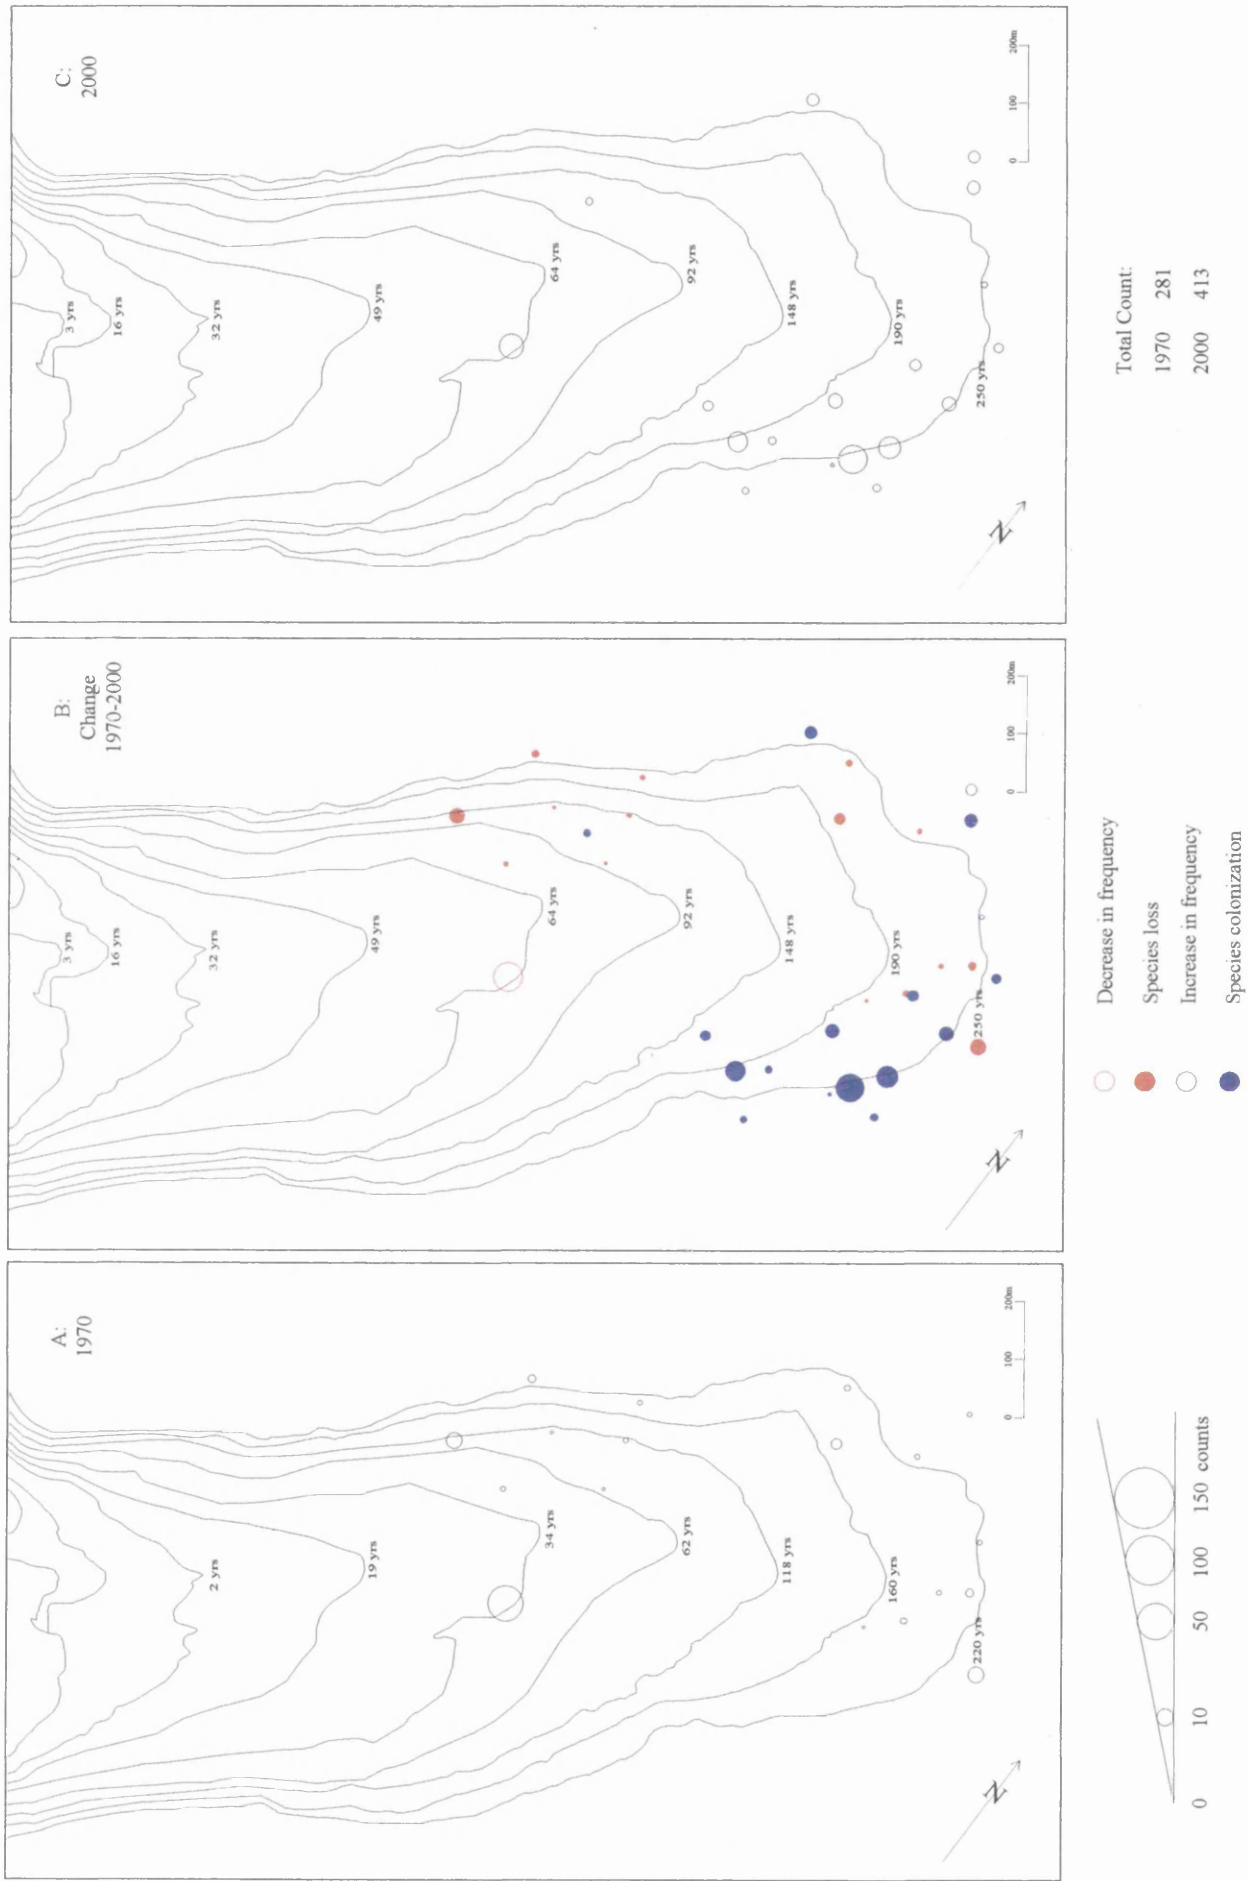 A:
1970
2 yrs
19 yrs
34 yrs
62 yrs
118 yrs
160 yrs
220 yrs
0 100 200m
N
B:
Change
1970-2000
3 yrs
16 yrs
32 yrs
49 yrs
64 yrs
92 yrs
148 yrs
190 yrs
250 yrs
0 100 200m
N
C:
2000
3 yrs
16 yrs
32 yrs
49 yrs
64 yrs
92 yrs
148 yrs
190 yrs
250 yrs
0 100 200m
N
0 10 50 100 150 counts
Decrease in frequency
Species loss
Increase in frequency
Species colonization
Total Count:
1970 281
2000 413